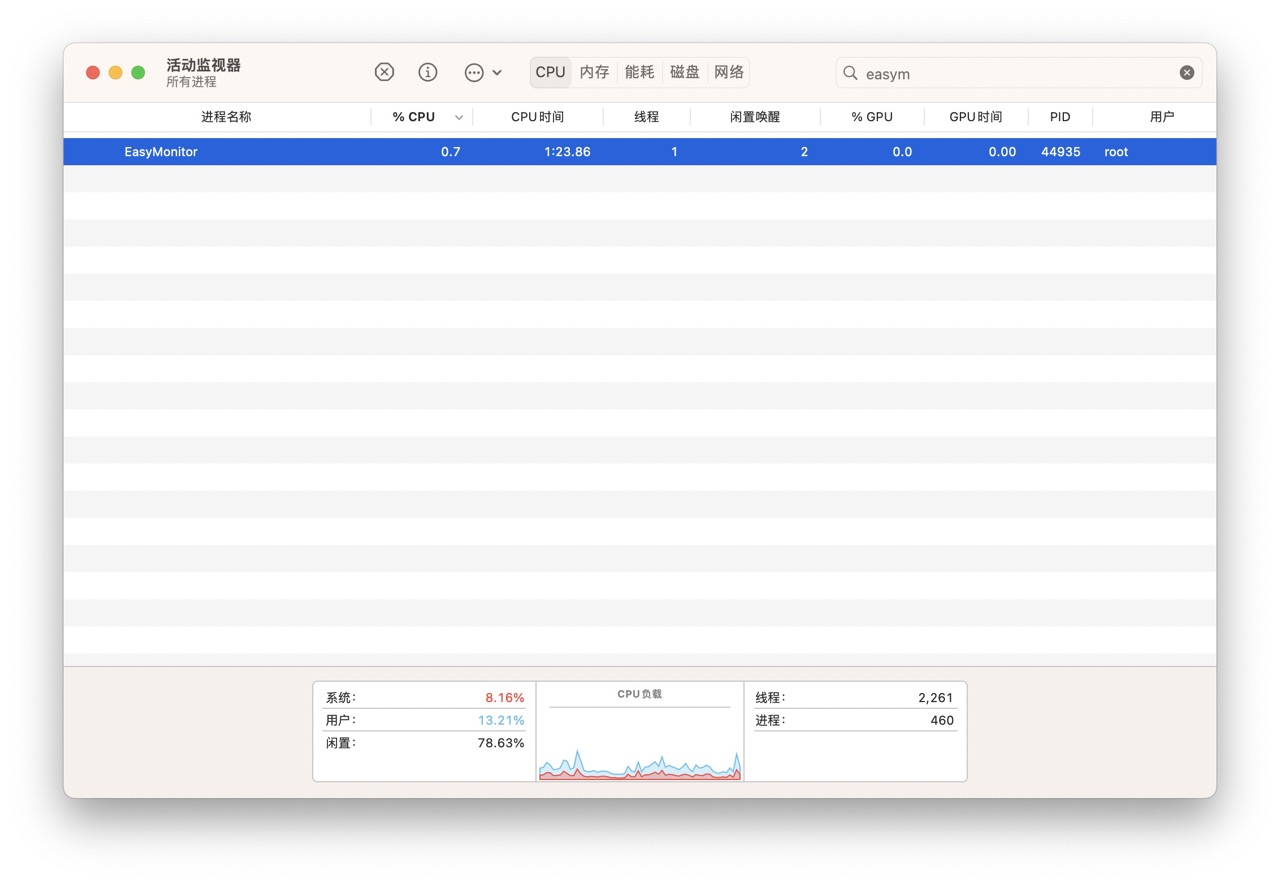 活动监视器
所有进程
CPU 内存 能耗 磁盘 网络
easym
进程名称 % CPU CPU时间 线程 闲置唤醒 % GPU GPU时间 PID 用户
EasyMonitor 0.7 1:23.86 1 2 0.0 0.00 44935 root
系统: 8.16%
用户: 13.21%
闲置: 78.63%
CPU负载
线程: 2,261
进程: 460